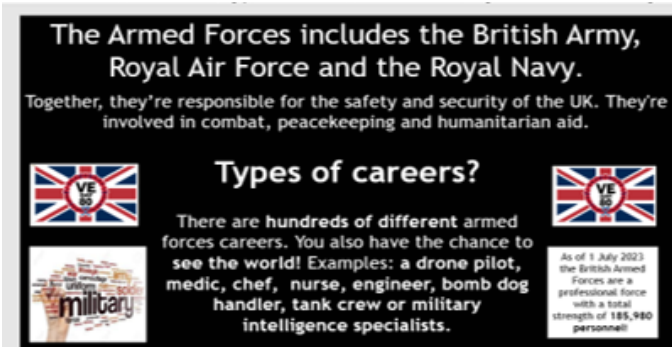 The Armed Forces includes the British Army,
Royal Air Force and the Royal Navy.
Together, they're responsible for the safety and security of the UK. They're
involved in combat, peacekeeping and humanitarian aid.
Types of careers?
VE
80
VE
80
There are hundreds of different armed
forces careers. You also have the chance to
see the world! Examples: a drone pilot,
medic, chef, nurse, engineer, bomb dog
handler, tank crew or military
intelligence specialists.
uniform
military
As of 1 July 2023
the British Armed
Forces are a
professional force
with a total
strength of 185,980
personnel!